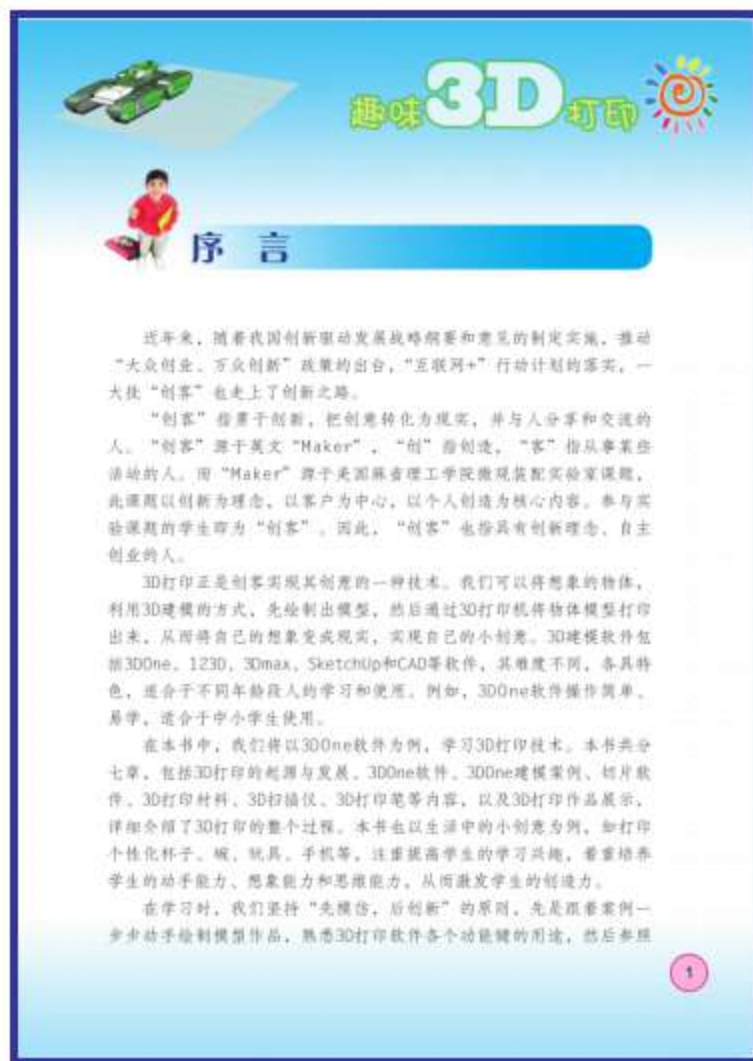 趣味3D打印
序 言
近年来，随着我国创新驱动发展战略纲要和意见的制定实施，推动
“大众创业、万众创新”政策的出台，“互联网+”行动计划的落实，一
大批“创客”也走上了创新之路。
“创客”指勇于创新，把创意转化为现实，并与人分享和交流的
人。“创客”源于英文“Maker”，“创”指创造，“客”指从事某些
活动的人。而“Maker”源于美国麻省理工学院微观装配实验室课题，
此课题以创新为理念，以客户为中心，以个人创造为核心内容。参与实
验课题的学生即为“创客”。因此，“创客”也指具有创新理念、自主
创业的人。
3D打印正是创客实现其创意的一种技术。我们可以将想象的物体，
利用3D建模的方式，先绘制出模型，然后通过3D打印机将物体模型打印
出来，从而将自己的想象变成现实，实现自己的小创意。3D建模软件包
括3DOne、123D、3Dmax、SketchUp和CAD等软件，其难度不同，各具特
色，适合于不同年龄段人的学习和使用。例如，3DOne软件操作简单、
易学，适合于中小学生使用。
在本书中，我们将以3DOne软件为例，学习3D打印技术。本书共分
七章，包括3D打印的起源与发展、3DOne软件、3DOne建模案例、切片软
件、3D打印材料、3D扫描仪、3D打印笔等内容，以及3D打印作品展示，
详细介绍了3D打印的整个过程。本书也以生活中的小创意为例，如打印
个性化杯子、碗、玩具、手机等，注重提高学生的学习兴趣，着重培养
学生的动手能力、想象能力和思维能力，从而激发学生的创造力。
在学习时，我们坚持“先模仿，后创新”的原则，先是跟着案例一
步步动手绘制模型作品，熟悉3D打印软件各个功能键的用途，然后参照
1